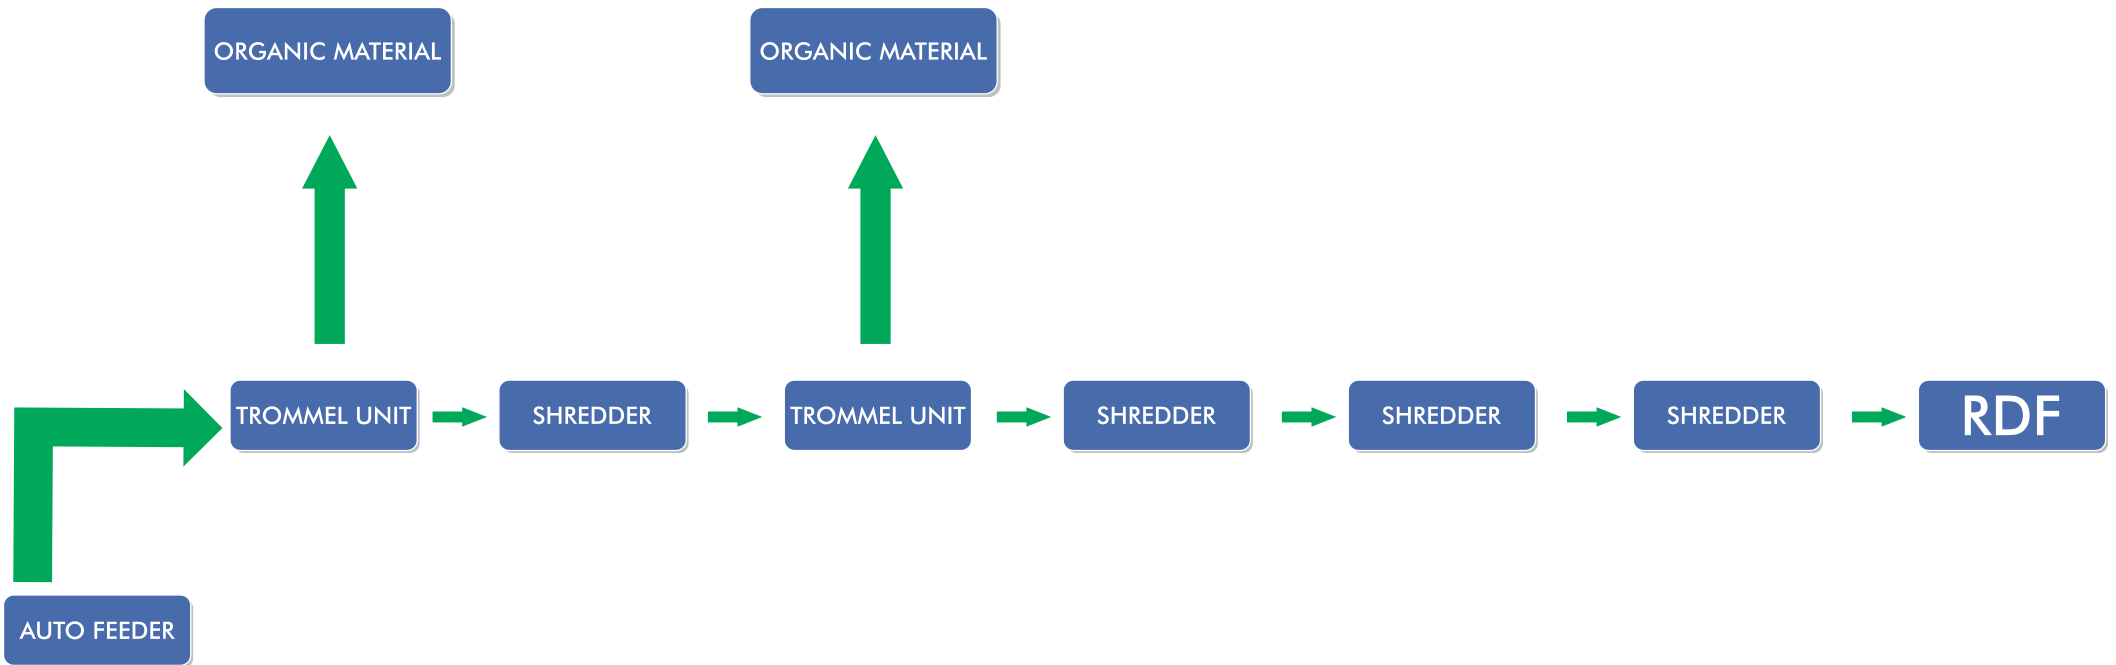 ORGANIC MATERIAL
ORGANIC MATERIAL
TROMMEL UNIT
SHREDDER
TROMMEL UNIT
SHREDDER
SHREDDER
SHREDDER
RDF
AUTO FEEDER